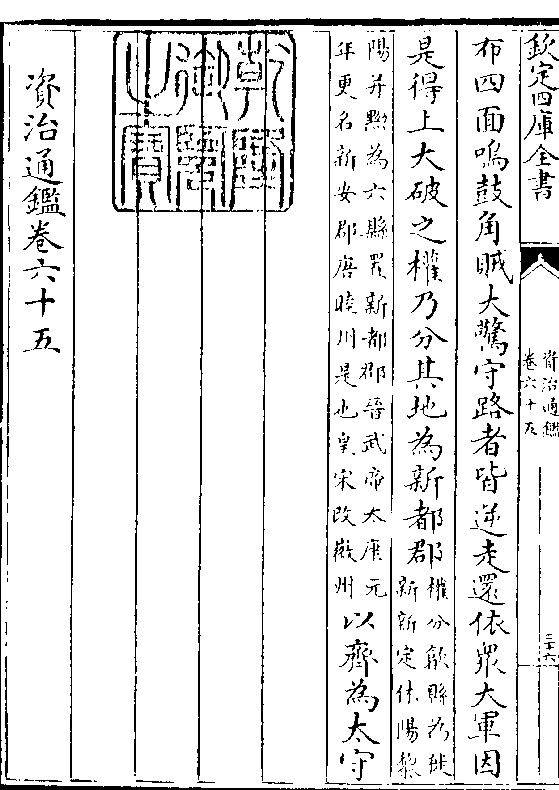 欽定四庫全書
資治通鑑
卷六十五
三十六
布四面鳴鼓角賊大驚守路者皆逆走還依衆大軍因
是得上大破之權乃分其地為新都郡
權分歙縣為始
新新定休陽黎
陽并黟為六縣置新都郡晉武帝太康元
年更名新安郡唐睦州是也皇宋改嚴州
以齊為太守
乾隆
御覽
之寶
資治通鑑卷六十五